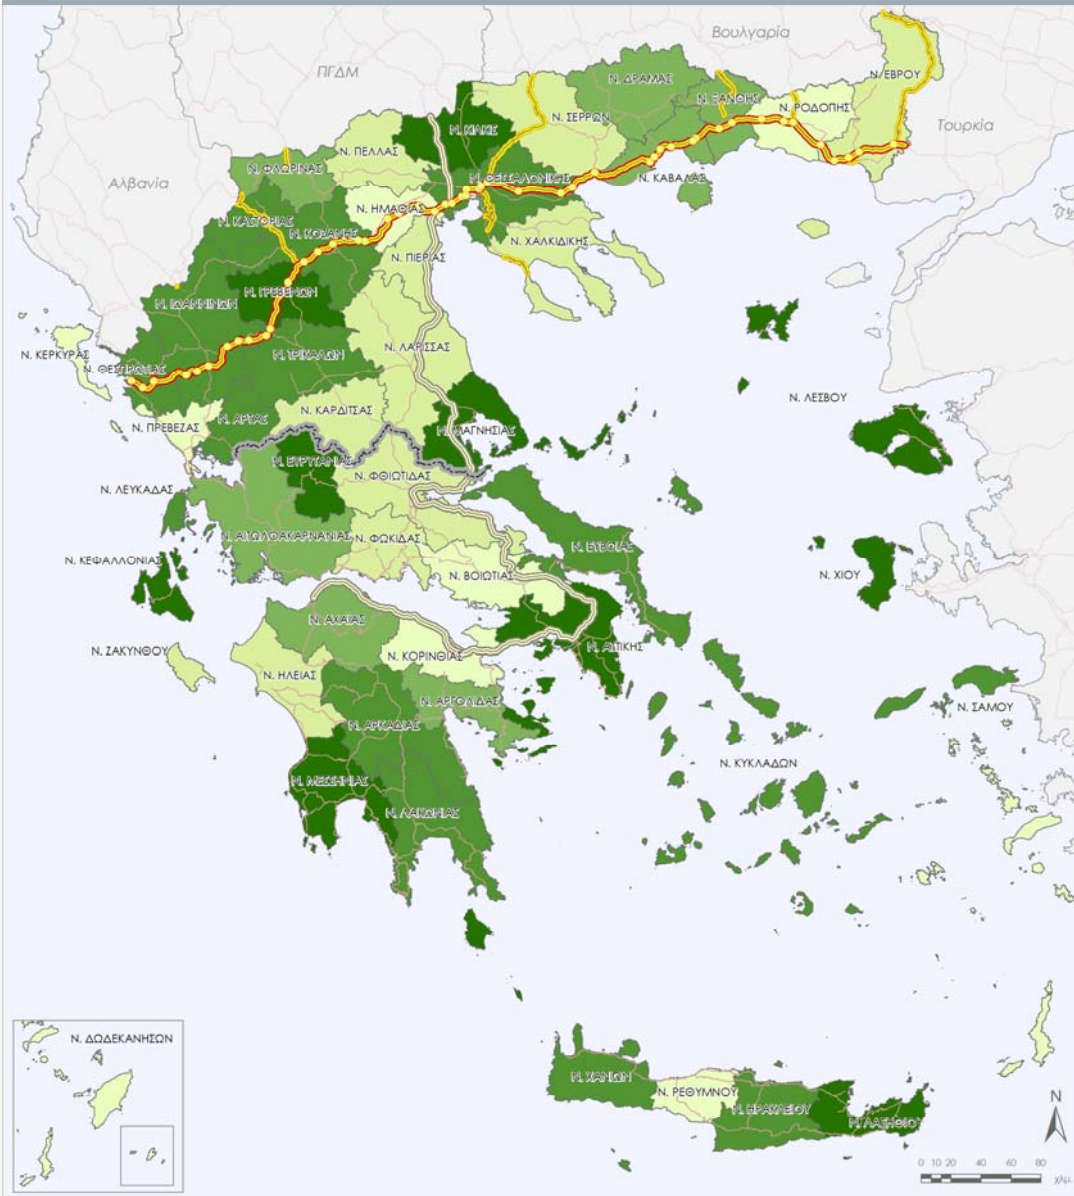 Βουλγαρία
ΠΓΔΜ
Ν. ΔΡΑΜΑΣ
Ν. ΕΒΡΟΥ
Ν. ΞΑΝΘΗΣ
Ν. ΡΟΔΟΠΗΣ
Ν. ΚΙΛΚΙΣ
Ν. ΣΕΡΡΩΝ
Τουρκία
Ν. ΠΕΛΛΑΣ
Ν. ΦΛΩΡΙΝΑΣ
Ν. ΘΕΣΣΑΛΟΝΙΚΗΣ
Ν. ΚΑΒΑΛΑΣ
Αλβανία
Ν. ΗΜΑΘΙΑΣ
Ν. ΚΑΣΤΟΡΙΑΣ
Ν. ΚΟΖΑΝΗΣ
Ν. ΧΑΛΚΙΔΙΚΗΣ
Ν. ΠΙΕΡΙΑΣ
Ν. ΓΡΕΒΕΝΩΝ
Ν. ΙΩΑΝΝΙΝΩΝ
Ν. ΛΑΡΙΣΣΑΣ
Ν. ΚΕΡΚΥΡΑΣ
Ν. ΤΡΙΚΑΛΩΝ
Ν. ΘΕΣΠΡΩΤΙΑΣ
Ν. ΛΕΣΒΟΥ
Ν. ΚΑΡΔΙΤΣΑΣ
Ν. ΑΡΤΑΣ
Ν. ΠΡΕΒΕΖΑΣ
Ν. ΜΑΓΝΗΣΙΑΣ
Ν. ΕΥΡΥΤΑΝΙΑΣ
Ν. ΦΘΙΩΤΙΔΑΣ
Ν. ΛΕΥΚΑΔΑΣ
Ν. ΑΙΤΩΛΟΑΚΑΡΝΑΝΙΑΣ
Ν. ΦΩΚΙΔΑΣ
Ν. ΕΥΒΟΙΑΣ
Ν. ΚΕΦΑΛΛΟΝΙΑΣ
Ν. ΒΟΙΩΤΙΑΣ
Ν. ΧΙΟΥ
Ν. ΑΧΑΪΑΣ
Ν. ΑΤΤΙΚΗΣ
Ν. ΖΑΚΥΝΘΟΥ
Ν. ΚΟΡΙΝΘΙΑΣ
Ν. ΗΛΕΙΑΣ
Ν. ΑΡΓΟΛΙΔΑΣ
Ν. ΣΑΜΟΥ
Ν. ΑΡΚΑΔΙΑΣ
Ν. ΚΥΚΛΑΔΩΝ
Ν. ΜΕΣΣΗΝΙΑΣ
Ν. ΛΑΚΩΝΙΑΣ
Ν. ΔΩΔΕΚΑΝΗΣΩΝ
Ν. ΧΑΝΙΩΝ
Ν. ΡΕΘΥΜΝΟΥ
Ν. ΗΡΑΚΛΕΙΟΥ
Ν. ΛΑΣΗΘΙΟΥ
N
0 10 20 40 60 80
Χλμ.